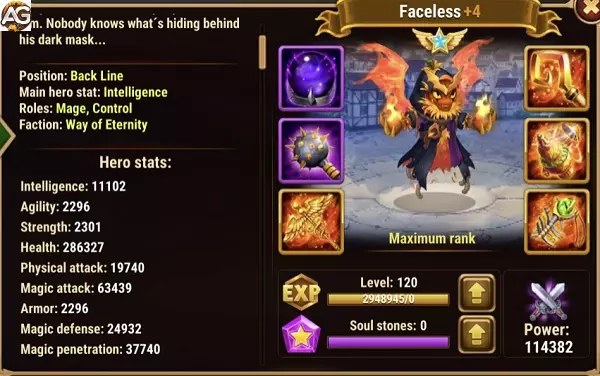 AG
m. Nobody knows what´s hiding behind
his dark mask...
Position: Back Line
Main hero stat: Intelligence
Roles: Mage, Control
Faction: Way of Eternity
Hero stats:
Intelligence: 11102
Agility: 2296
Strength: 2301
Health: 286327
Physical attack: 19740
Magic attack: 63439
Armor: 2296
Magic defense: 24932
Magic penetration: 37740
Faceless +4
Maximum rank
EXP
Level: 120
2948945/0
Soul stones: 0
Power:
114382